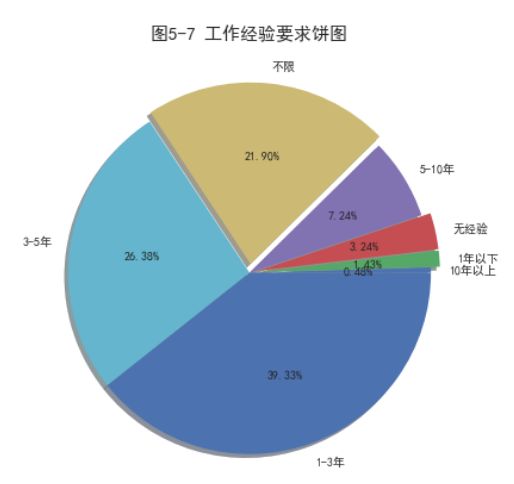 图5-7 工作经验要求饼图
不限
21.90%
5-10年
7.24%
无经验
3.24%
3-5年
26.38%
1年以下
1.43%
10年以上
0.48%
39.33%
1-3年